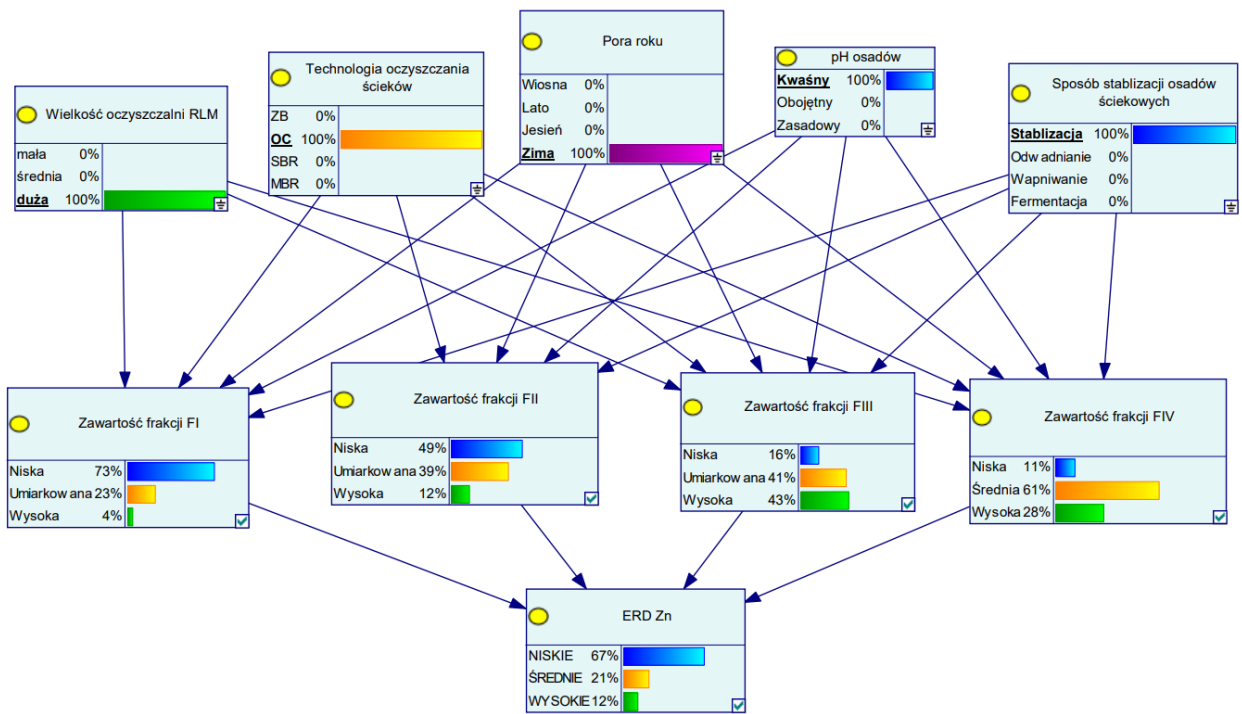 Wielkość oczyszczalni RLM
mała 0%
średnia 0%
duża 100%
Technologia oczyszczania
ścieków
ZB 0%
OC 100%
SBR 0%
MBR 0%
Pora roku
Wiosna 0%
Lato 0%
Jesień 0%
Zima 100%
pH osadów
Kwaśny 100%
Obojętny 0%
Zasadowy 0%
Sposób stablizacji osadów
ściekowych
Stablizacja 100%
Odw adnianie 0%
Wapniwanie 0%
Fermentacja 0%
Zawartość frakcji FI
Niska 73%
Umiarkow ana 23%
Wysoka 4%
Zawartość frakcji FII
Niska 49%
Umiarkow ana 39%
Wysoka 12%
Zawartość frakcji FIII
Niska 16%
Umiarkow ana 41%
Wysoka 43%
Zawartość frakcji FIV
Niska 11%
Średnia 61%
Wysoka 28%
ERD Zn
NISKIE 67%
ŚREDNIE 21%
WYSOKIE 12%